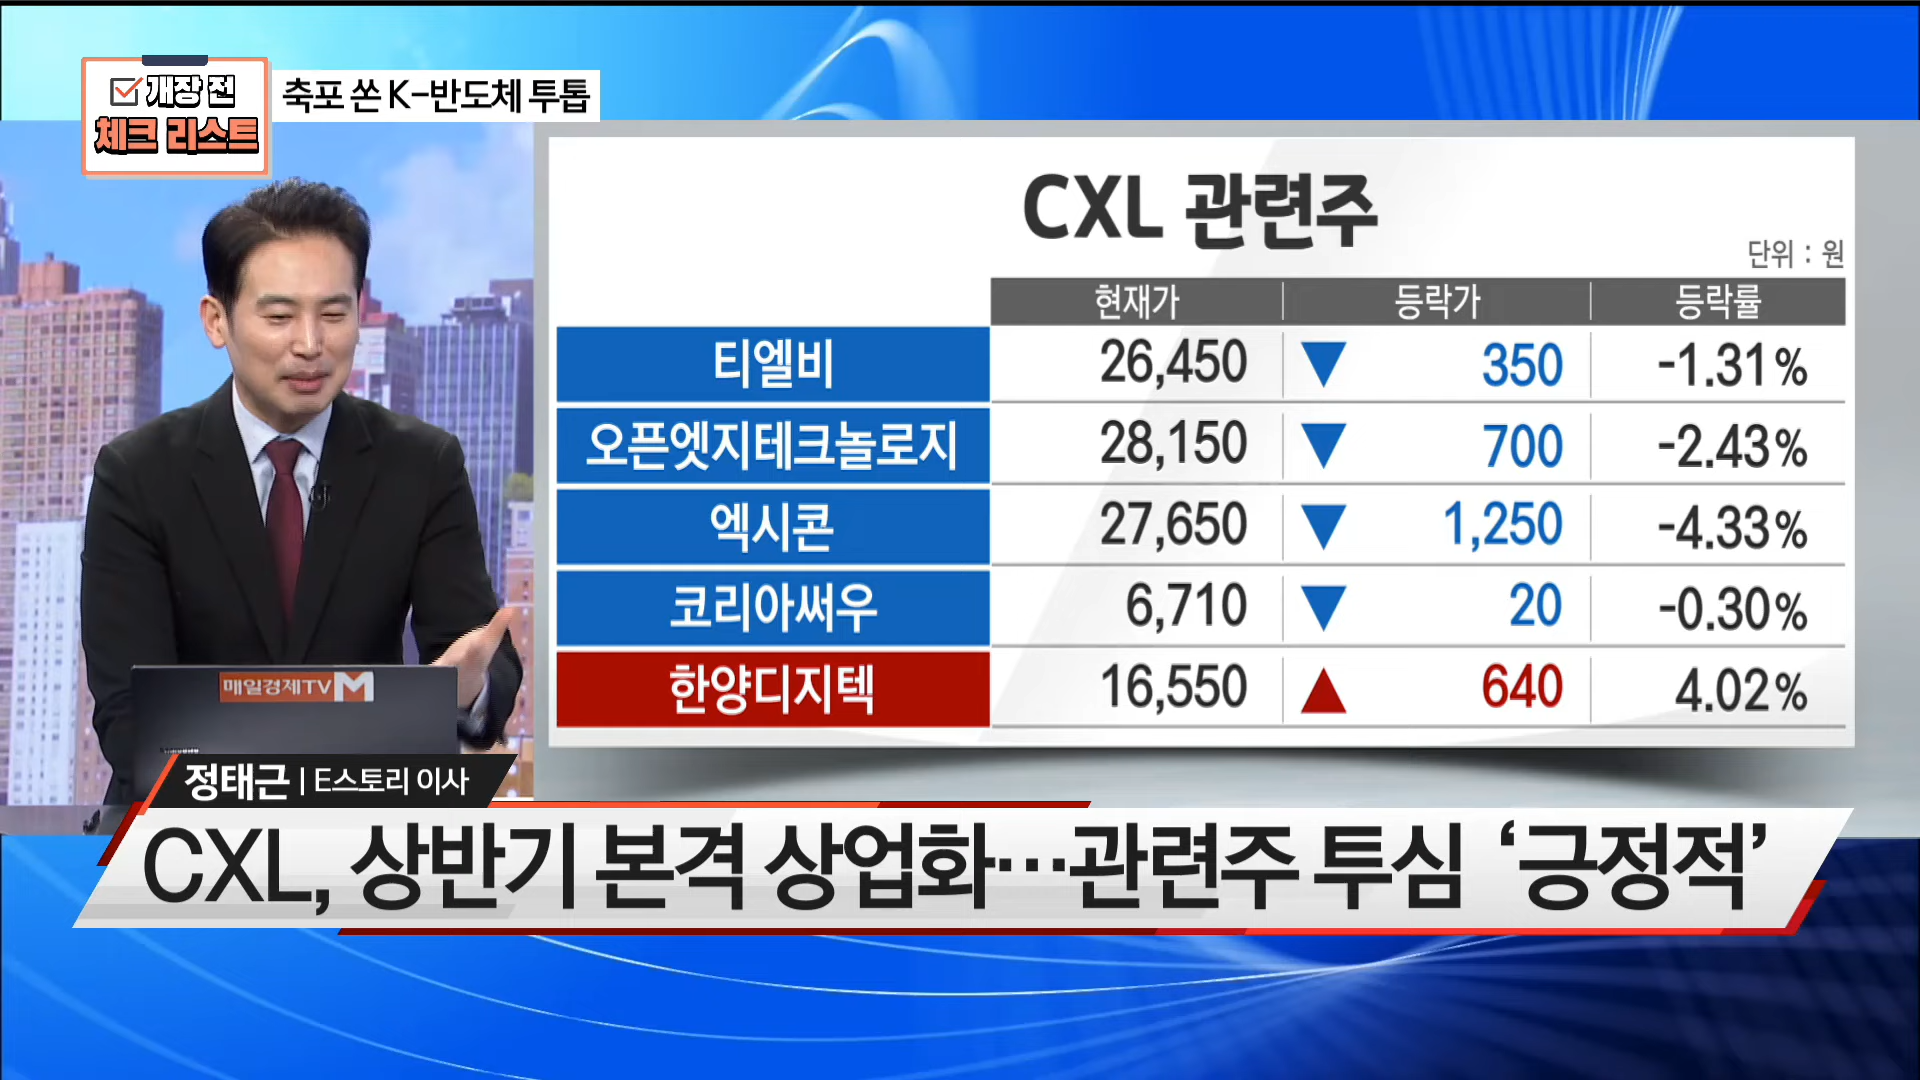 개장 전
체크 리스트
축포 쏜 K-반도체 투톱
CXL 관련주
단위 : 원
현재가 등락가 등락률
티엘비 26,450 ▼ 350 -1.31%
오픈엣지테크놀로지 28,150 ▼ 700 -2.43%
엑시콘 27,650 ▼ 1,250 -4.33%
코리아써우 6,710 ▼ 20 -0.30%
한양디지텍 16,550 ▲ 640 4.02%
매일경제TV M
정태근 | E스토리 이사
CXL, 상반기 본격 상업화…관련주 투심 ‘긍정적’